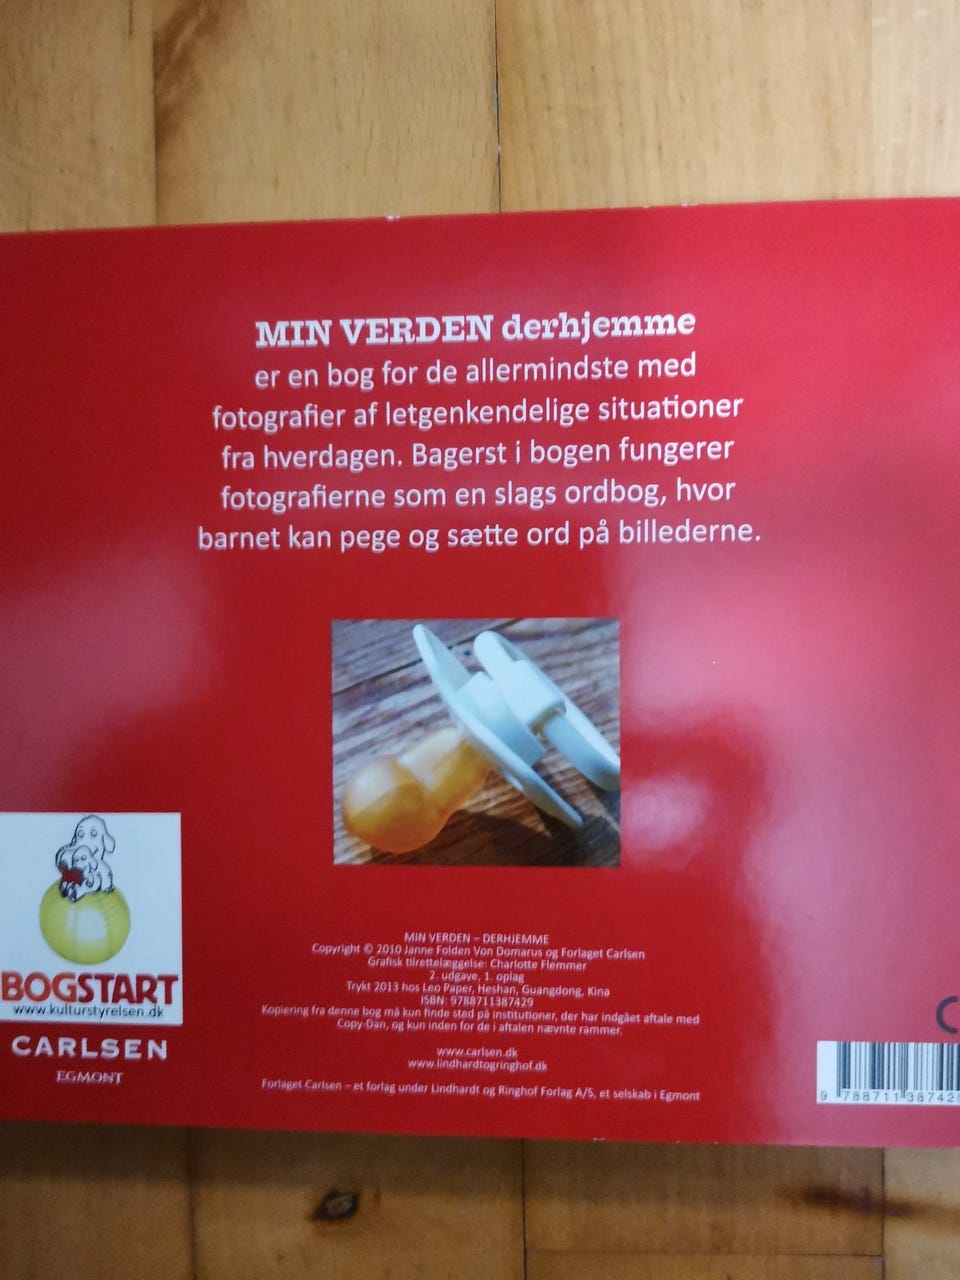 MIN VERDEN derhjemme
er en bog for de allermindste med
fotografier af letgenkendelige situationer
fra hverdagen. Bagerst i bogen fungerer
fotografierne som en slags ordbog, hvor
barnet kan pege og sætte ord på billederne.
BOGSTART
www.kulturstyrelsen.dk
CARLSEN
EGMONT
MIN VERDEN – DERHJEMME
Copyright © 2010 Janne Folden Von Domarus og Forlaget Carlsen
Grafisk tilrettelæggelse: Charlotte Flemmer
2. udgave, 1. oplag
Trykt 2013 hos Leo Paper, Heshan, Guangdong, Kina
ISBN: 9788711387429
Kopiering fra denne bog må kun finde sted på institutioner, der har indgået aftale med
Copy-Dan, og kun inden for de i aftalen nævnte rammer.
www.carlsen.dk
www.lindhardtogringhof.dk
Forlaget Carlsen – et forlag under Lindhardt og Ringhof Forlag A/S, et selskab i Egmont
9 788711 387429